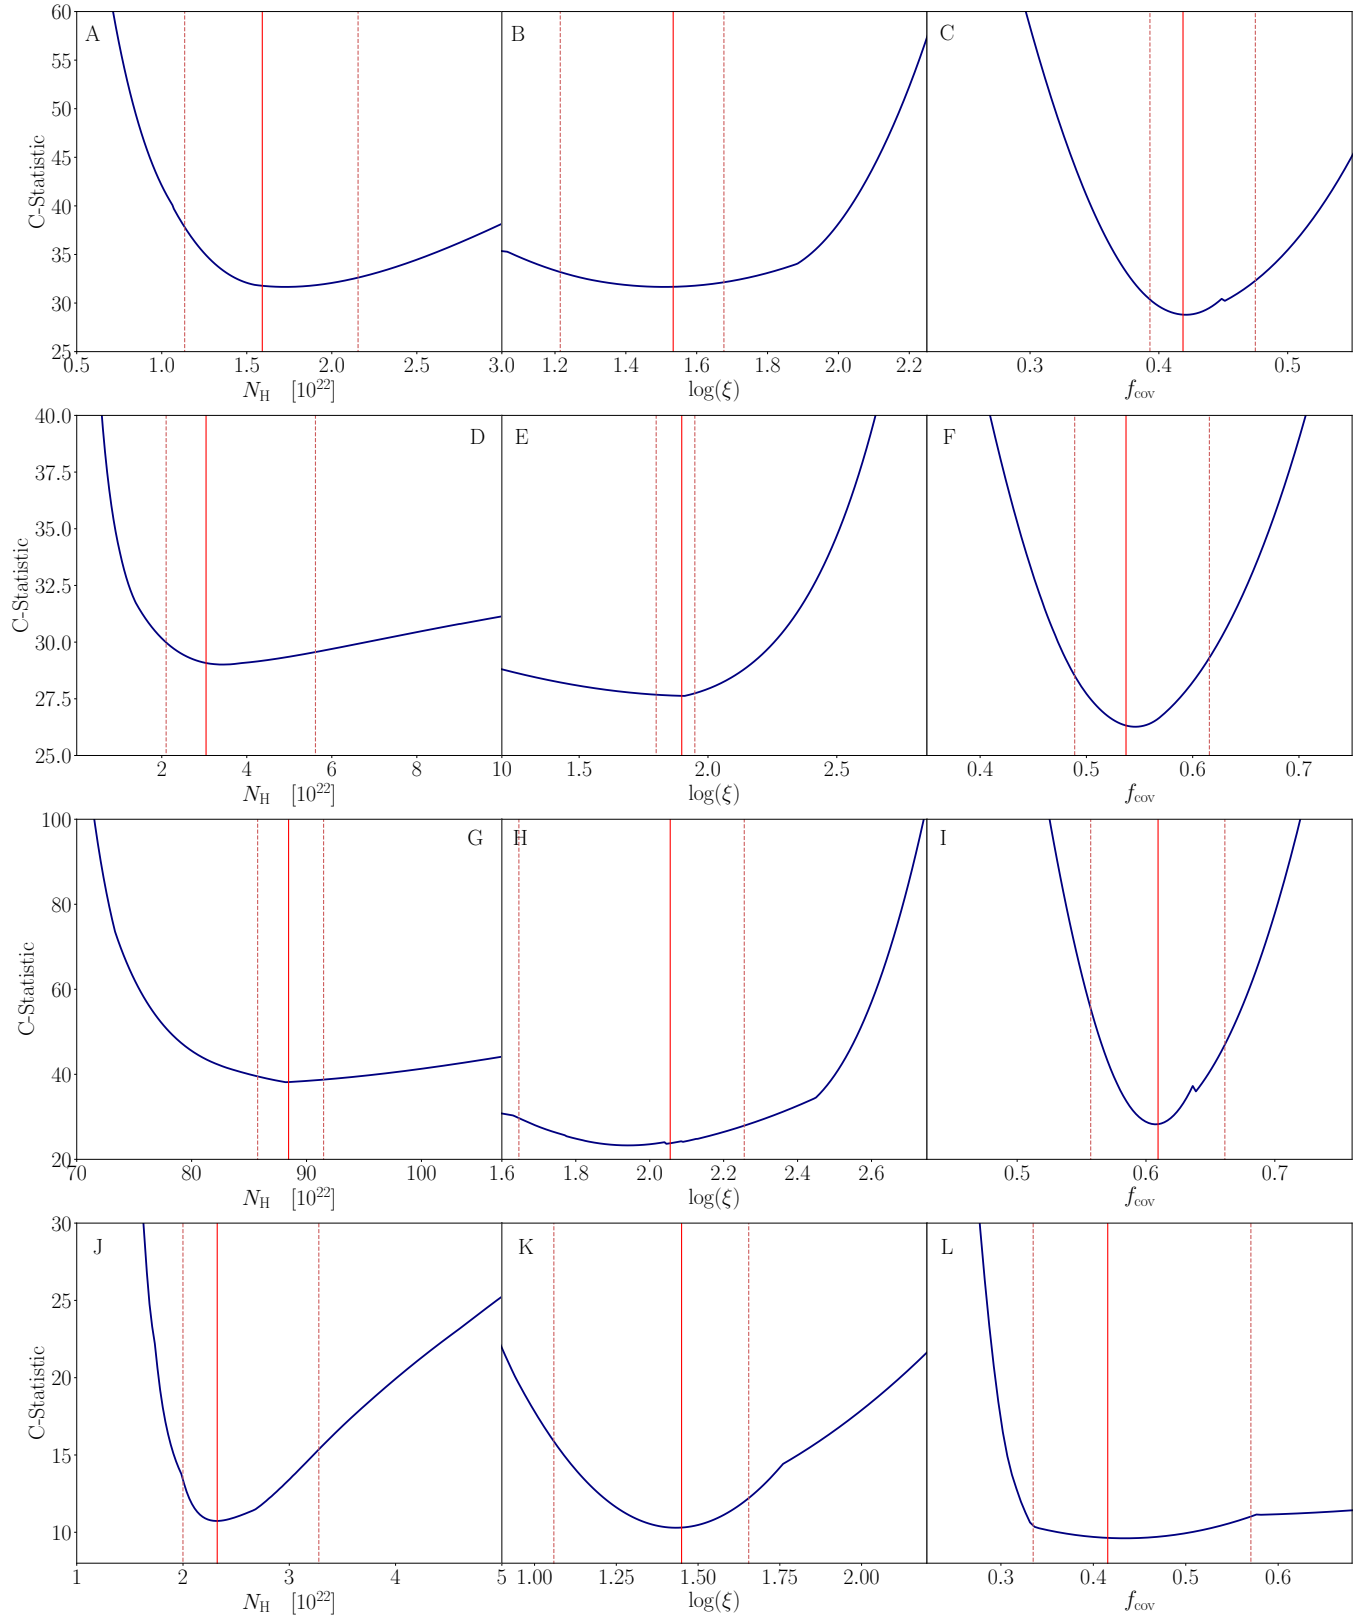 A
B
C
60
55
50
45
40
35
30
25
C-Statistic
0.5 1.0 1.5 2.0 2.5 3.0
1.2 1.4 1.6 1.8 2.0 2.2
0.3 0.4 0.5
N_H [10^22]
log(ξ)
f_cov
D
E
F
40.0
37.5
35.0
32.5
30.0
27.5
25.0
C-Statistic
2 4 6 8 10
1.5 2.0 2.5
0.4 0.5 0.6 0.7
N_H [10^22]
log(ξ)
f_cov
G
H
I
100
80
60
40
20
C-Statistic
70 80 90 100
1.6 1.8 2.0 2.2 2.4 2.6
0.5 0.6 0.7
N_H [10^22]
log(ξ)
f_cov
J
K
L
30
25
20
15
10
C-Statistic
1 2 3 4 5
1.00 1.25 1.50 1.75 2.00
0.3 0.4 0.5 0.6
N_H [10^22]
log(ξ)
f_cov